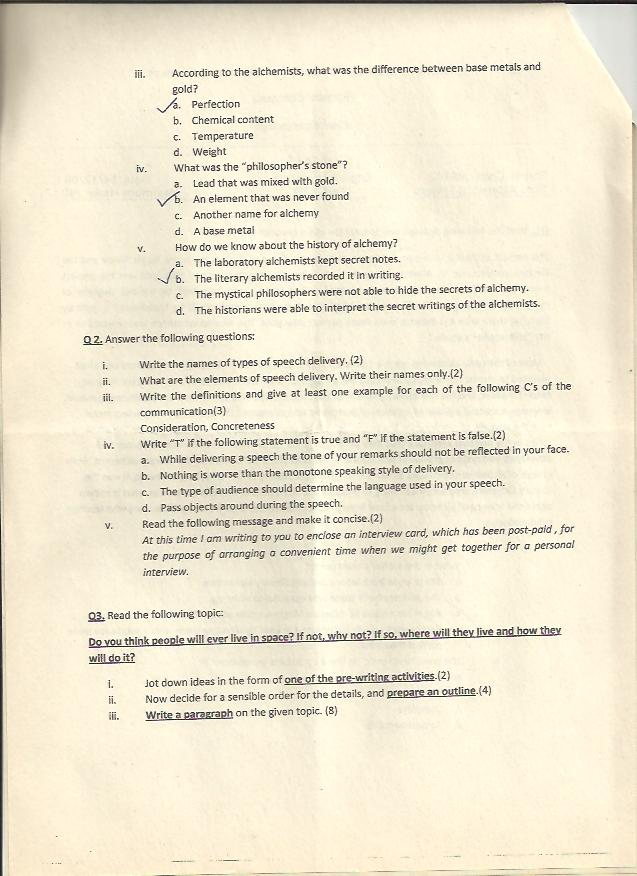 iii. According to the alchemists, what was the difference between base metals and
gold?
a. Perfection
b. Chemical content
c. Temperature
d. Weight
iv. What was the "philosopher's stone"?
a. Lead that was mixed with gold.
b. An element that was never found
c. Another name for alchemy
d. A base metal
v. How do we know about the history of alchemy?
a. The laboratory alchemists kept secret notes.
b. The literary alchemists recorded it in writing.
c. The mystical philosophers were not able to hide the secrets of alchemy.
d. The historians were able to interpret the secret writings of the alchemists.
Q 2. Answer the following questions:
i. Write the names of types of speech delivery. (2)
ii. What are the elements of speech delivery. Write their names only.(2)
iii. Write the definitions and give at least one example for each of the following C's of the
communication(3)
Consideration, Concreteness
iv. Write "T" if the following statement is true and "F" if the statement is false.(2)
a. While delivering a speech the tone of your remarks should not be reflected in your face.
b. Nothing is worse than the monotone speaking style of delivery.
c. The type of audience should determine the language used in your speech.
d. Pass objects around during the speech.
v. Read the following message and make it concise.(2)
At this time I am writing to you to enclose an interview card, which has been post-paid , for
the purpose of arranging a convenient time when we might get together for a personal
interview.
Q3. Read the following topic:
Do you think people will ever live in space? If not, why not? If so, where will they live and how they
will do it?
i. Jot down ideas in the form of one of the pre-writing activities.(2)
ii. Now decide for a sensible order for the details, and prepare an outline.(4)
iii. Write a paragraph on the given topic. (8)